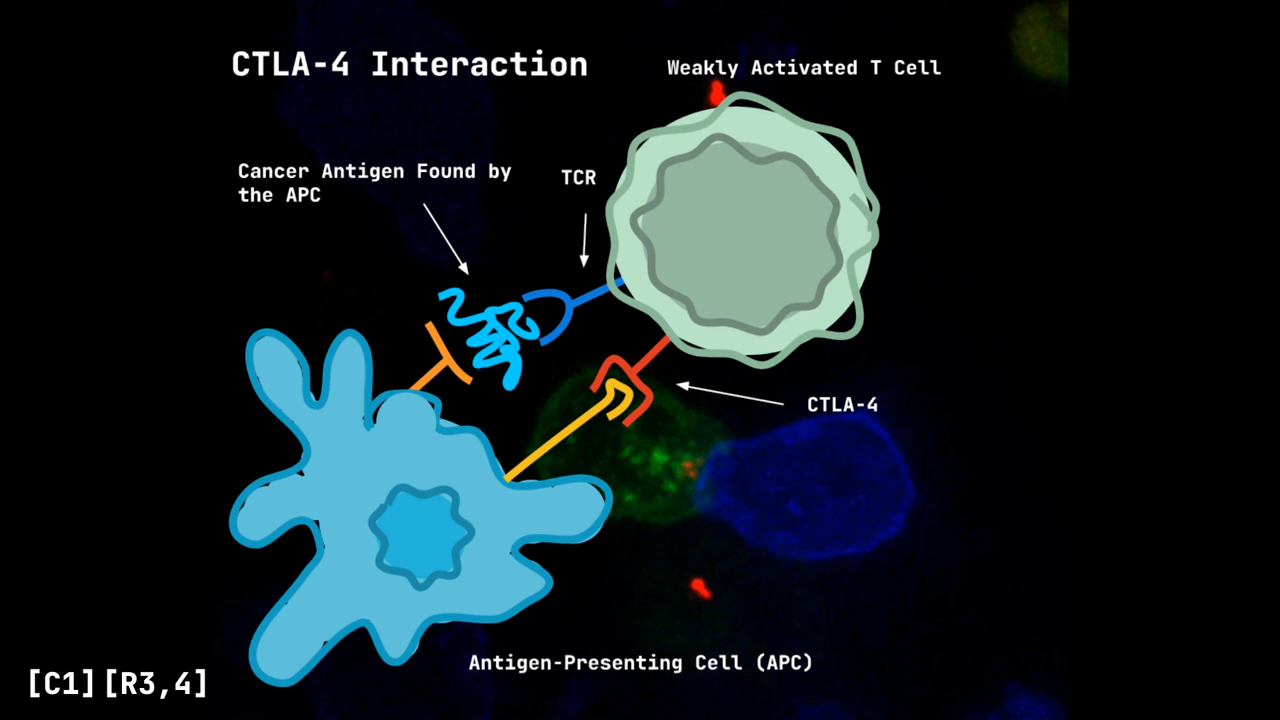 CTLA-4 Interaction
Weakly Activated T Cell
Cancer Antigen Found by
the APC
TCR
CTLA-4
Antigen-Presenting Cell (APC)
[C1][R3,4]